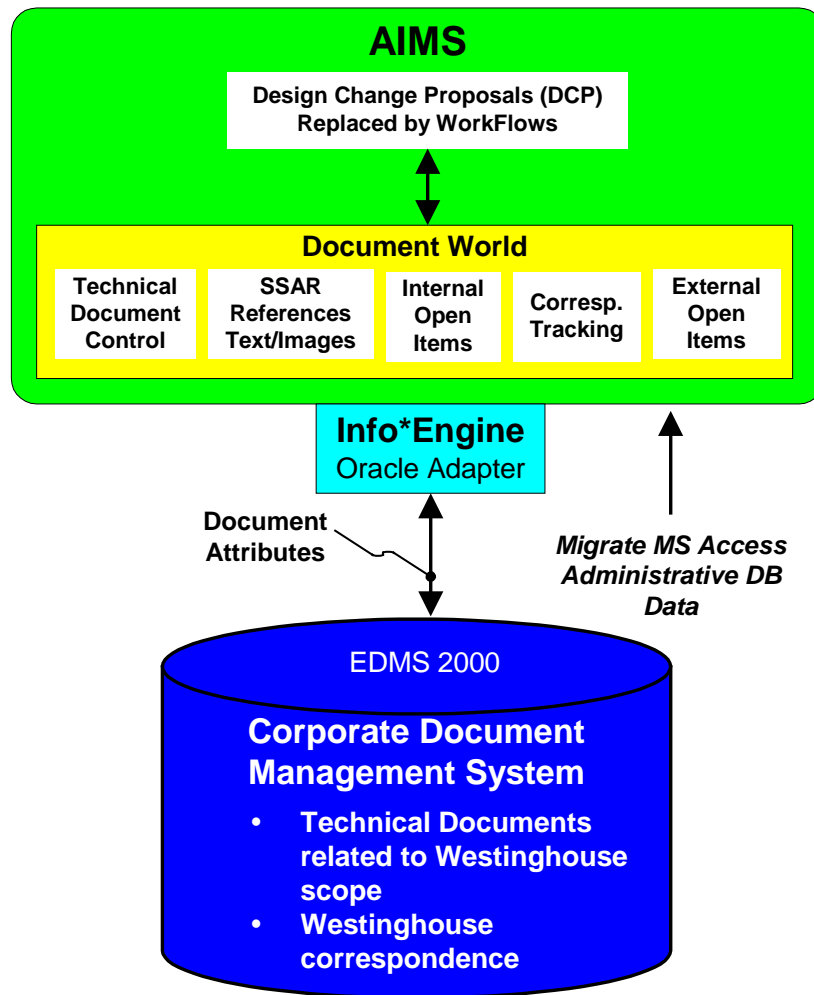 AIMS
Design Change Proposals (DCP)
Replaced by WorkFlows
Document World
Technical
Document
Control
SSAR
References
Text/Images
Internal
Open
Items
Corresp.
Tracking
External
Open
Items
Info*Engine
Oracle Adapter
Document
Attributes
Migrate MS Access
Administrative DB
Data
EDMS 2000
Corporate Document
Management System
• Technical Documents
related to Westinghouse
scope
• Westinghouse
correspondence